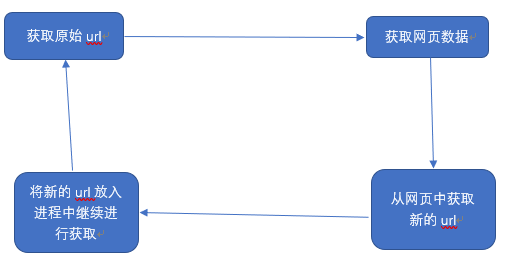 获取原始 url
获取网页数据
将新的 url 放入
进程中继续进
行获取
从网页中获取
新的 url